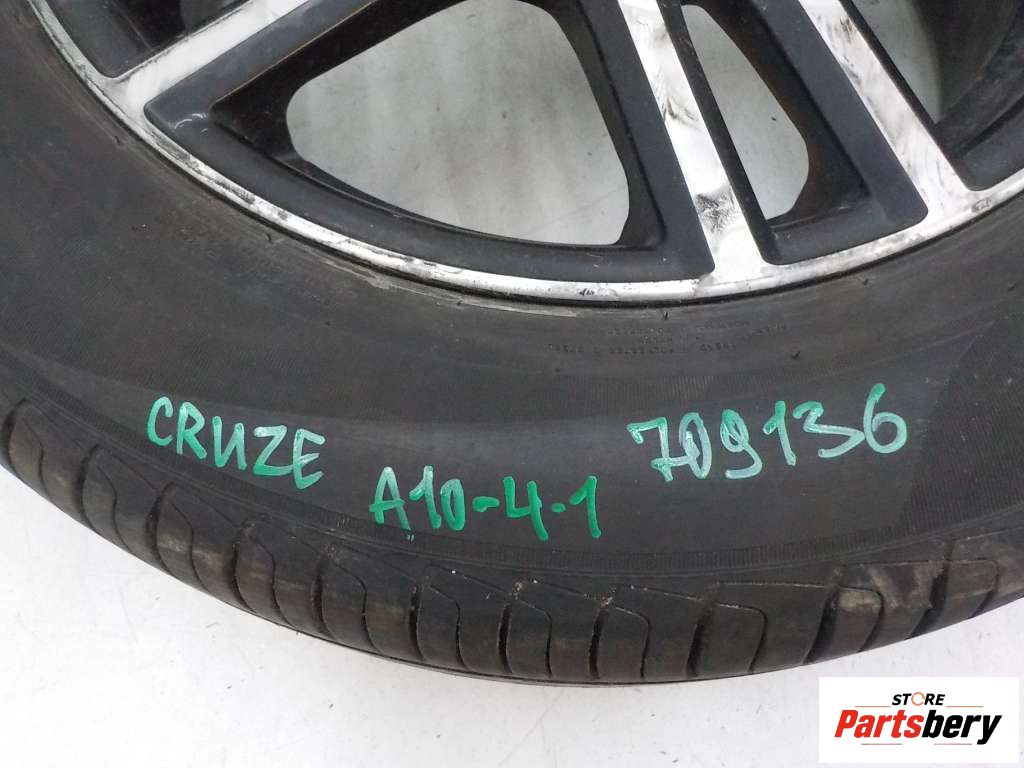 CRUZE
A10-4.1
709136
STORE
Partsbery